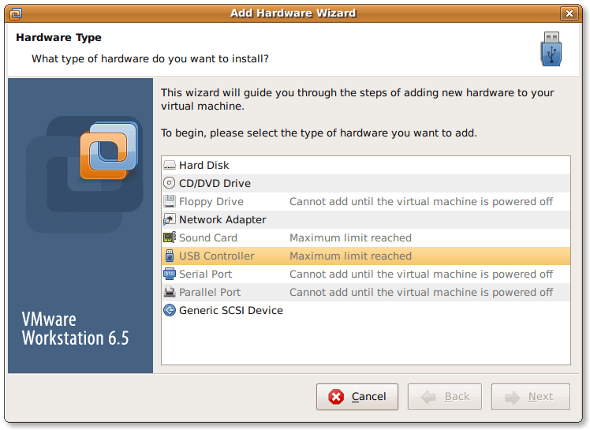 Add Hardware Wizard
Hardware Type
What type of hardware do you want to install?
This wizard will guide you through the steps of adding new hardware to your
virtual machine.
To begin, please select the type of hardware you want to add.
Hard Disk
CD/DVD Drive
Floppy Drive Cannot add until the virtual machine is powered off
Network Adapter
Sound Card Maximum limit reached
USB Controller Maximum limit reached
Serial Port Cannot add until the virtual machine is powered off
Parallel Port Cannot add until the virtual machine is powered off
Generic SCSI Device
VMware
Workstation 6.5
Cancel Back Next